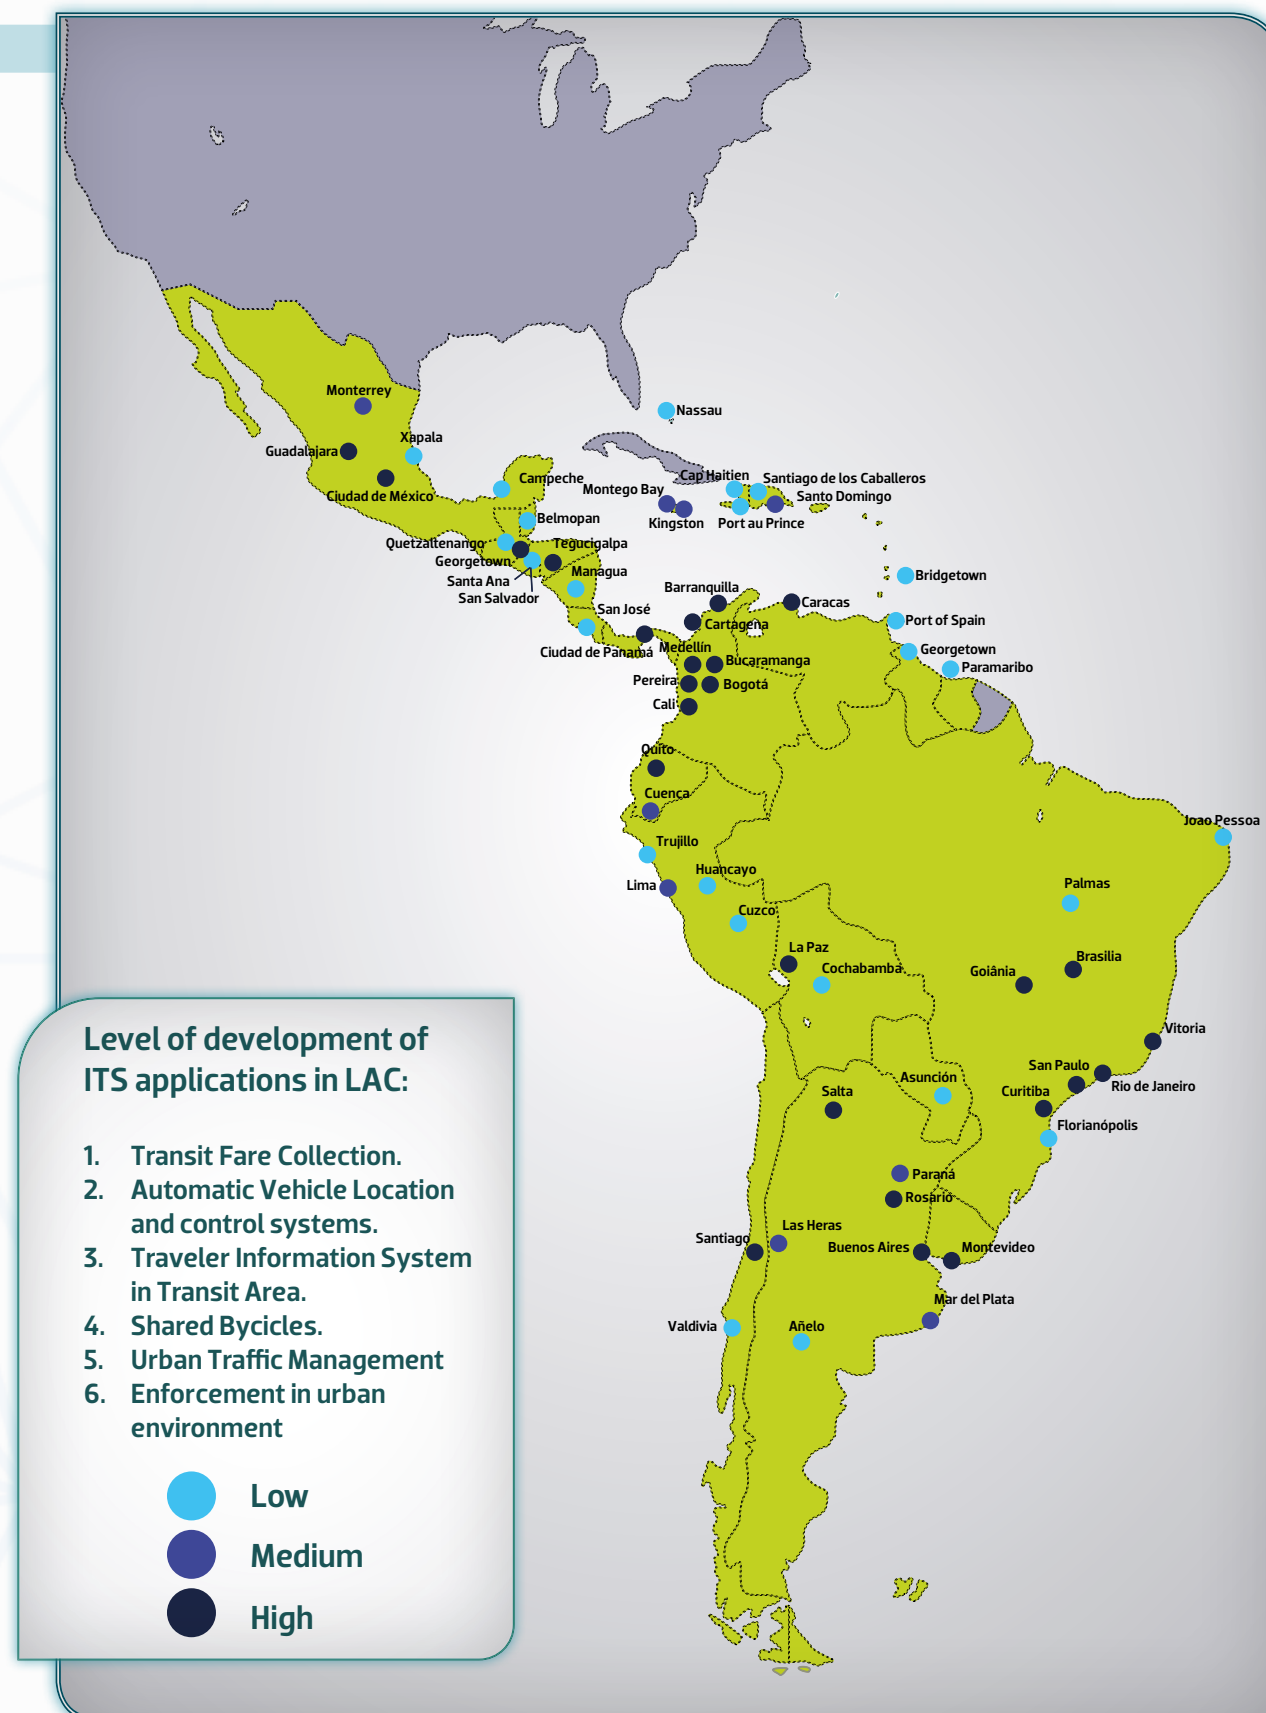 Monterrey
Nassau
Xapala
Guadalajara
Cap Haitien
Santiago de los Caballeros
Campeche
Montego Bay
Ciudad de México
Santo Domingo
Belmopan
Kingston
Port au Prince
Quetzaltenango
Tegucigalpa
Georgetown
Managua
Bridgetown
Santa Ana
Barranquilla
San Salvador
Caracas
San José
Port of Spain
Cartagena
Ciudad de Panamá
Medellín
Georgetown
Bucaramanga
Paramaribo
Pereira
Bogotá
Cali
Quito
Cuenca
Joao Pessoa
Trujillo
Huancayo
Lima
Palmas
Cuzco
La Paz
Brasilia
Cochabamba
Goiânia
Vitoria
San Paulo
Asunción
Rio de Janeiro
Salta
Curitiba
Florianópolis
Paraná
Rosario
Las Heras
Santiago
Buenos Aires
Montevideo
Mar del Plata
Valdivia
Añelo
Level of development of
ITS applications in LAC:
1. Transit Fare Collection.
2. Automatic Vehicle Location
and control systems.
3. Traveler Information System
in Transit Area.
4. Shared Bycicles.
5. Urban Traffic Management
6. Enforcement in urban
environment
Low
Medium
High